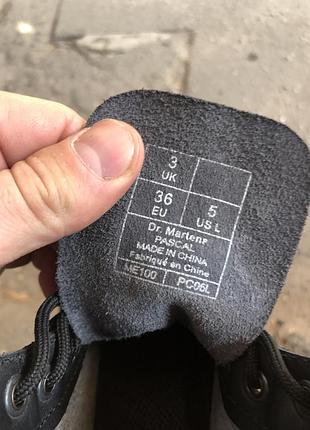 3
UK
36 5
EU US L
Dr. Martens
PASCAL
MADE IN CHINA
Fabriqué en Chine
ME100 PC06L